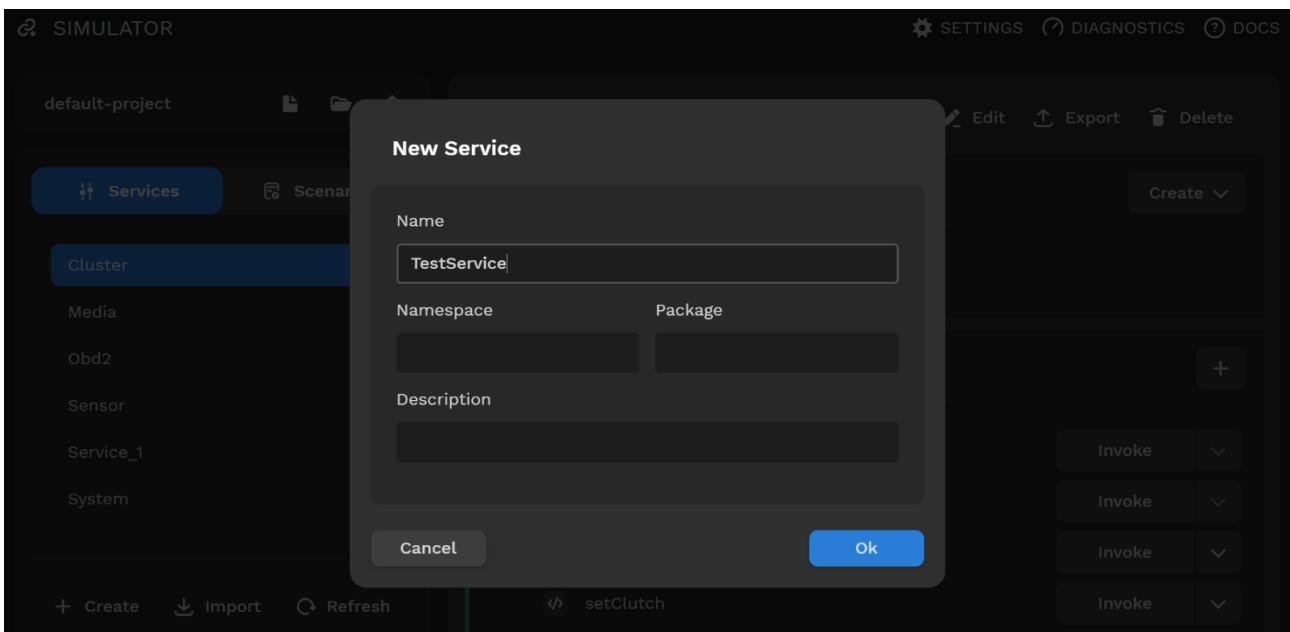 SIMULATOR
SETTINGS DIAGNOSTICS DOCS
default-project
Edit Export Delete
New Service
Services
Scenar
Create
Name
TestService
Cluster
Media
Obd2
Sensor
Service_1
System
Namespace Package
Description
Invoke
Invoke
Invoke
Cancel Ok
Create Import Refresh
setClutch Invoke